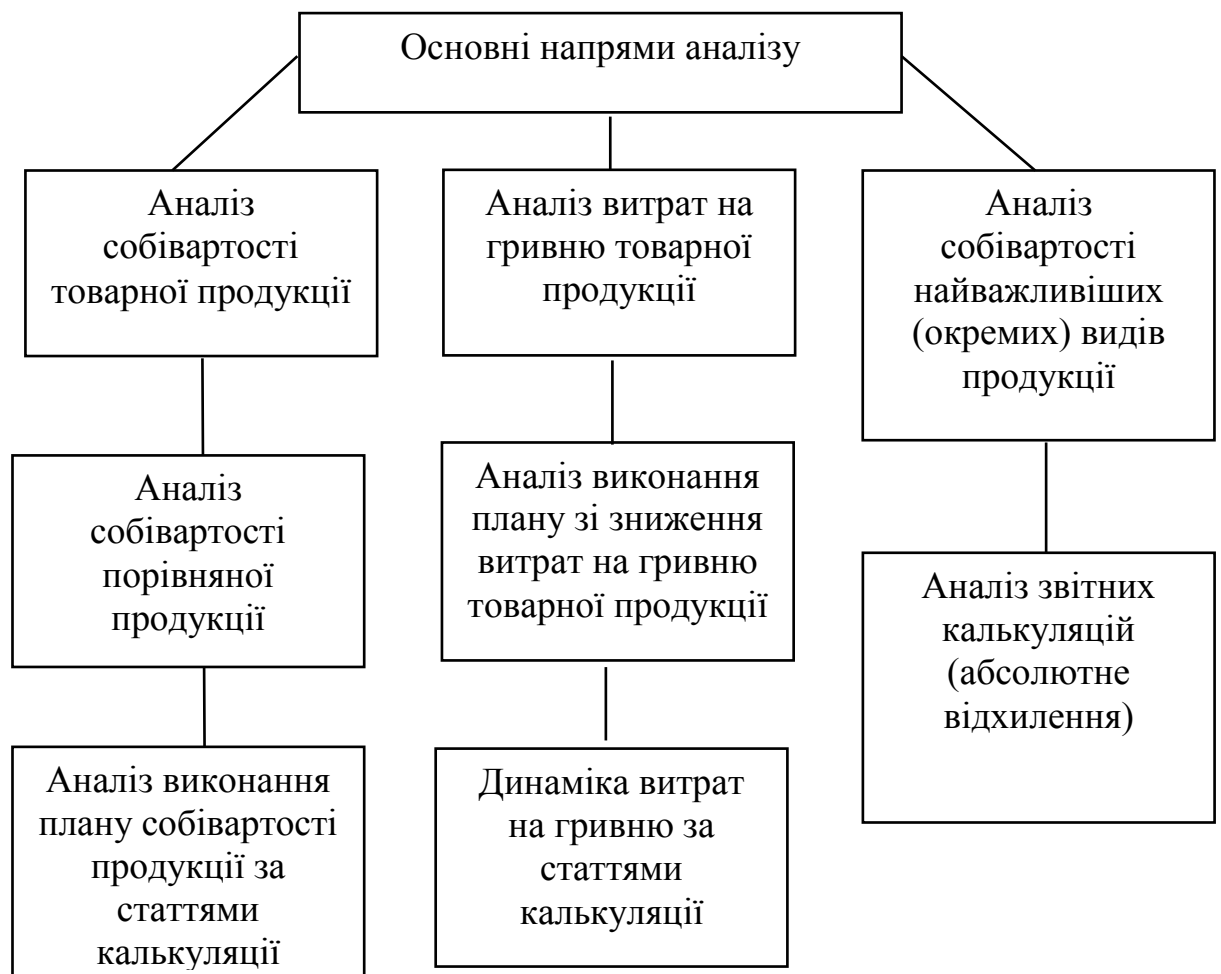 Основні напрями аналізу
Аналіз
собівартості
товарної продукції
Аналіз витрат на
гривню товарної
продукції
Аналіз
собівартості
найважливіших
(окремих) видів
продукції
Аналіз
собівартості
порівняної
продукції
Аналіз виконання
плану зі зниження
витрат на гривню
товарної продукції
Аналіз звітних
калькуляцій
(абсолютне
відхилення)
Аналіз виконання
плану собівартості
продукції за
статтями
калькуляції
Динаміка витрат
на гривню за
статтями
калькуляції